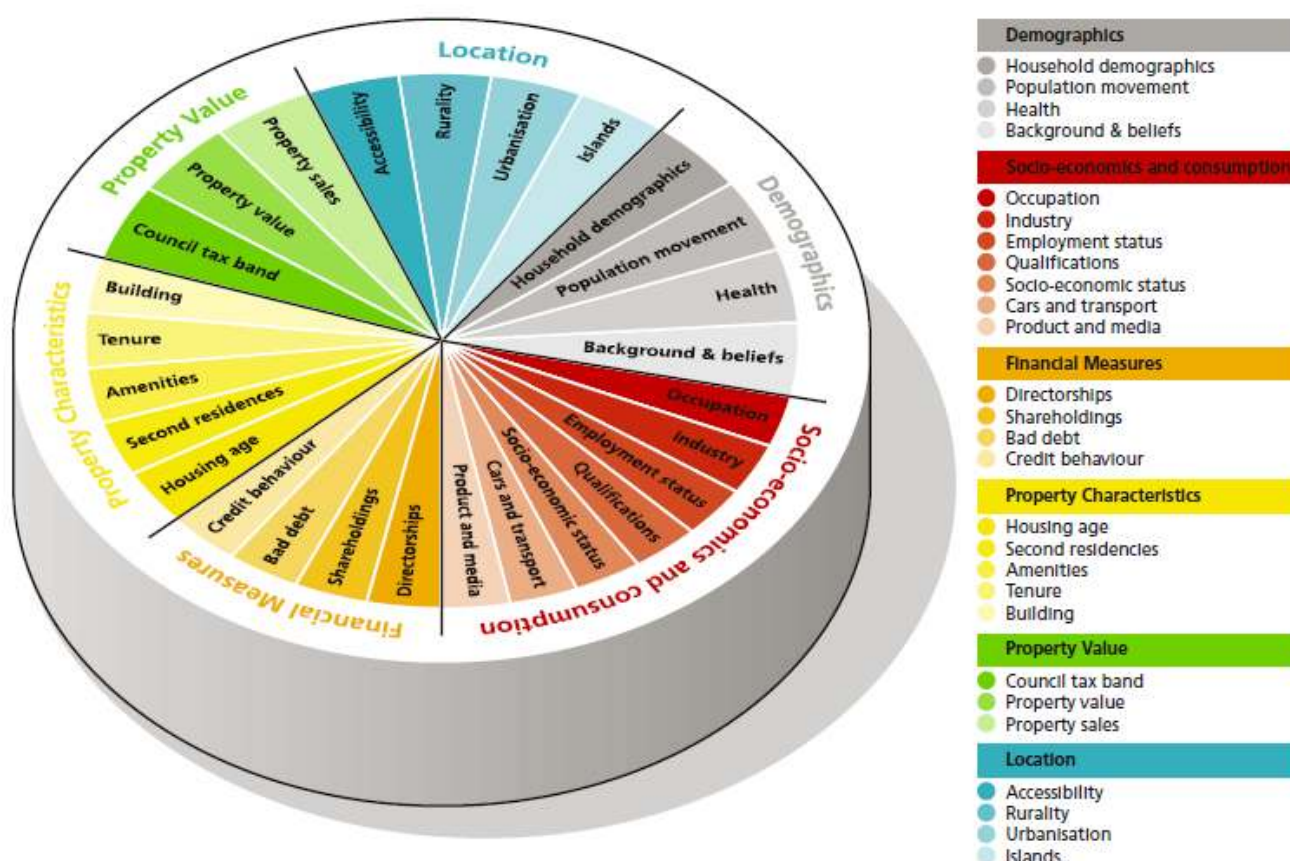 Location
Accessibility
Rurality
Urbanisation
Islands
Demographics
Household demographics
Population movement
Health
Background & beliefs
Socio-economics and consumption
Occupation
Industry
Employment status
Qualifications
Socio-economic status
Cars and transport
Product and media
Financial Measures
Directorships
Shareholdings
Bad debt
Credit behaviour
Property Characteristics
Housing age
Second residences
Amenities
Tenure
Building
Property Value
Council tax band
Property value
Property sales
Demographics
Household demographics
Population movement
Health
Background & beliefs
Socio-economics and consumption
Occupation
Industry
Employment status
Qualifications
Socio-economic status
Cars and transport
Product and media
Financial Measures
Directorships
Shareholdings
Bad debt
Credit behaviour
Property Characteristics
Housing age
Second residencies
Amenities
Tenure
Building
Property Value
Council tax band
Property value
Property sales
Location
Accessibility
Rurality
Urbanisation
Islands